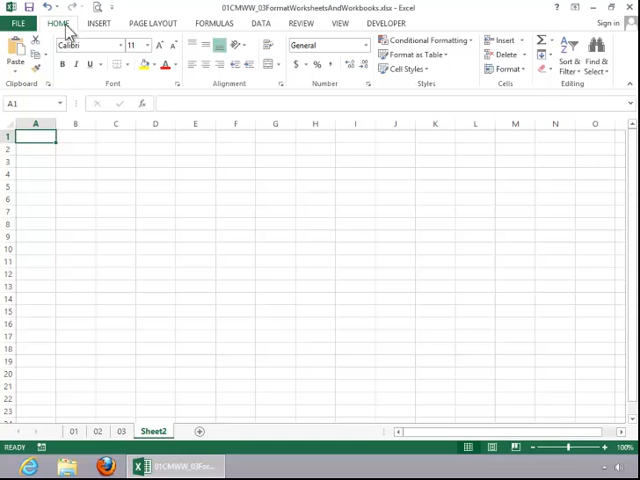 01CMWW_03FormatWorksheetsAndWorkbooks.xlsx - Excel
FILE HOME INSERT PAGE LAYOUT FORMULAS DATA REVIEW VIEW DEVELOPER Sign in
Calibri 11 General Conditional Formatting Insert
Paste Format as Table Delete Sort & Find &
B I U $ % Cell Styles Format Filter Select
Clipboard Font Alignment Number Styles Cells Editing
A1 fx
A B C D E F G H I J K L M N O
1
2
3
4
5
6
7
8
9
10
11
12
13
14
15
16
17
18
19
20
21
22
23
01 02 03 Sheet2
READY 100%
01CMWW_03For...